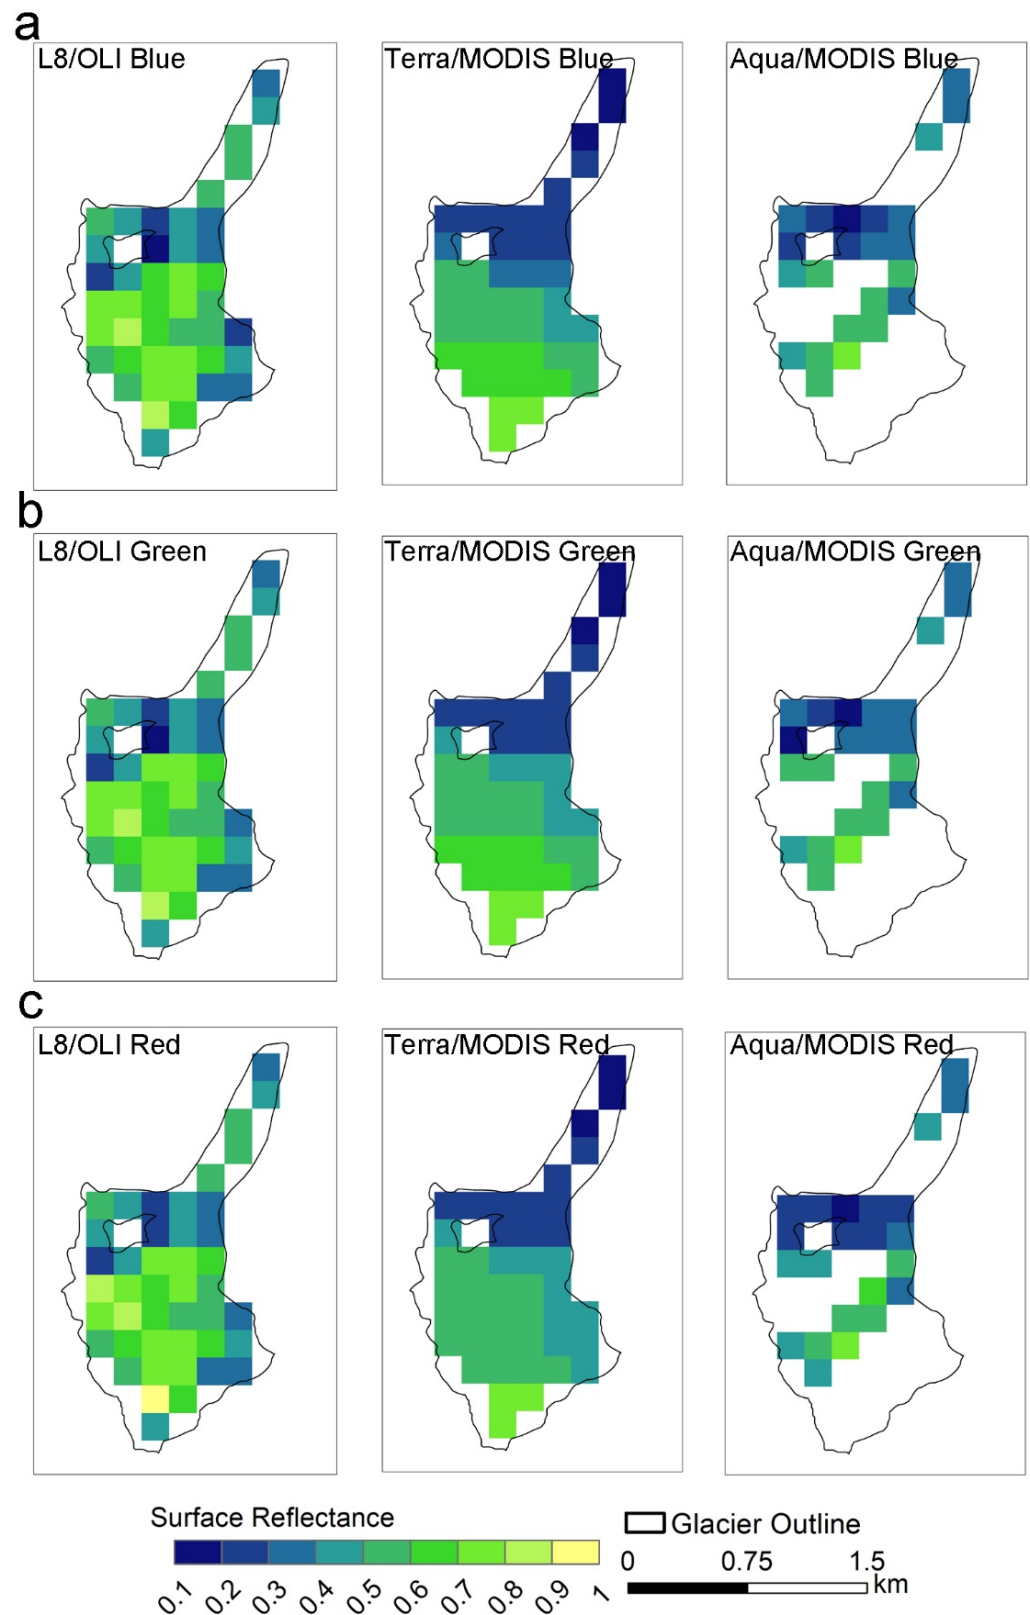 a
L8/OLI Blue
Terra/MODIS Blue
Aqua/MODIS Blue
b
L8/OLI Green
Terra/MODIS Green
Aqua/MODIS Green
c
L8/OLI Red
Terra/MODIS Red
Aqua/MODIS Red
Surface Reflectance
0.1 0.2 0.3 0.4 0.5 0.6 0.7 0.8 0.9 1
Glacier Outline
0 0.75 1.5
km